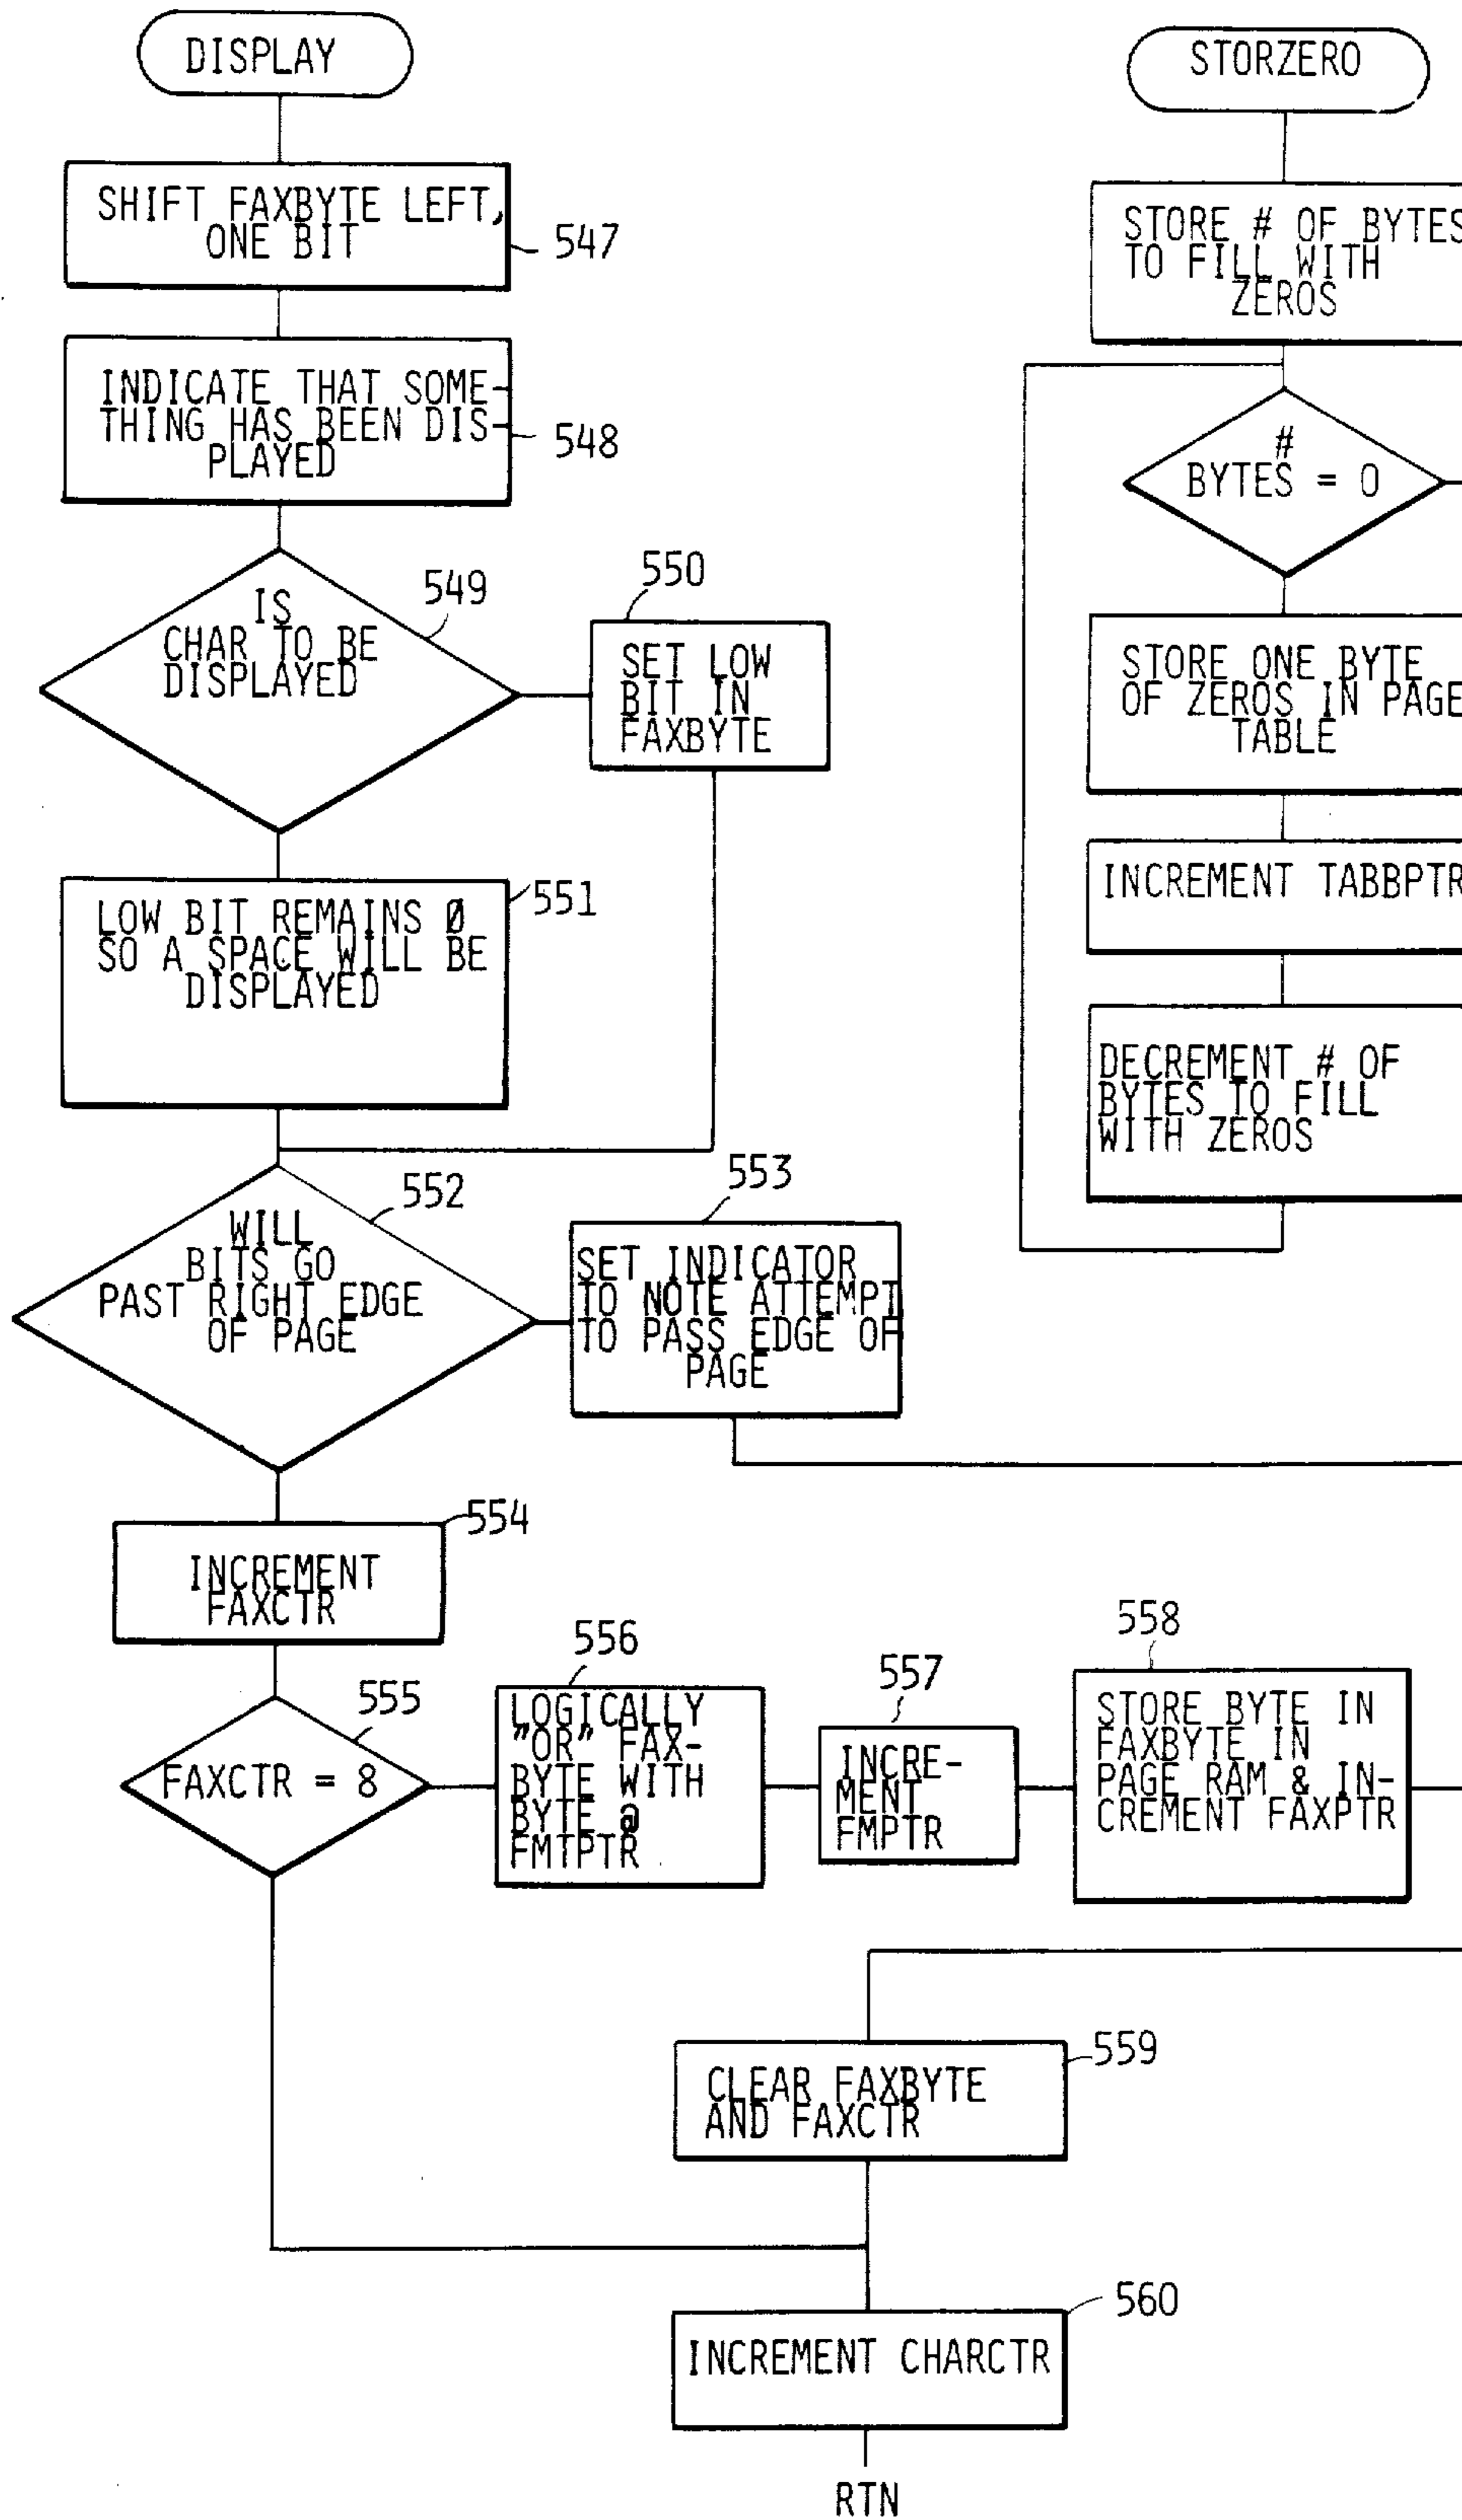 DISPLAY
SHIFT FAXBYTE LEFT,
ONE BIT
547
INDICATE THAT SOME-
THING HAS BEEN DIS-
PLAYED
548
IS
CHAR TO BE
DISPLAYED
549
550
SET LOW
BIT IN
FAXBYTE
LOW BIT REMAINS Ø
SO A SPACE WILL BE
DISPLAYED
551
WILL
BITS GO
PAST RIGHT EDGE
OF PAGE
552
553
SET INDICATOR
TO NOTE ATTEMPT
TO PASS EDGE OF
PAGE
554
INCREMENT
FAXCTR
555
FAXCTR = 8
556
LOGICALLY
"OR" FAX-
BYTE WITH
BYTE @
FMTPTR
557
INCRE-
MENT
FMPTR
558
STORE BYTE IN
FAXBYTE IN
PAGE RAM & IN-
CREMENT FAXPTR
559
CLEAR FAXBYTE
AND FAXCTR
560
INCREMENT CHARCTR
RTN
STORZERO
STORE # OF BYTES
TO FILL WITH
ZEROS
#
BYTES = 0
STORE ONE BYTE
OF ZEROS IN PAGE
TABLE
INCREMENT TABBPTR
DECREMENT # OF
BYTES TO FILL
WITH ZEROS